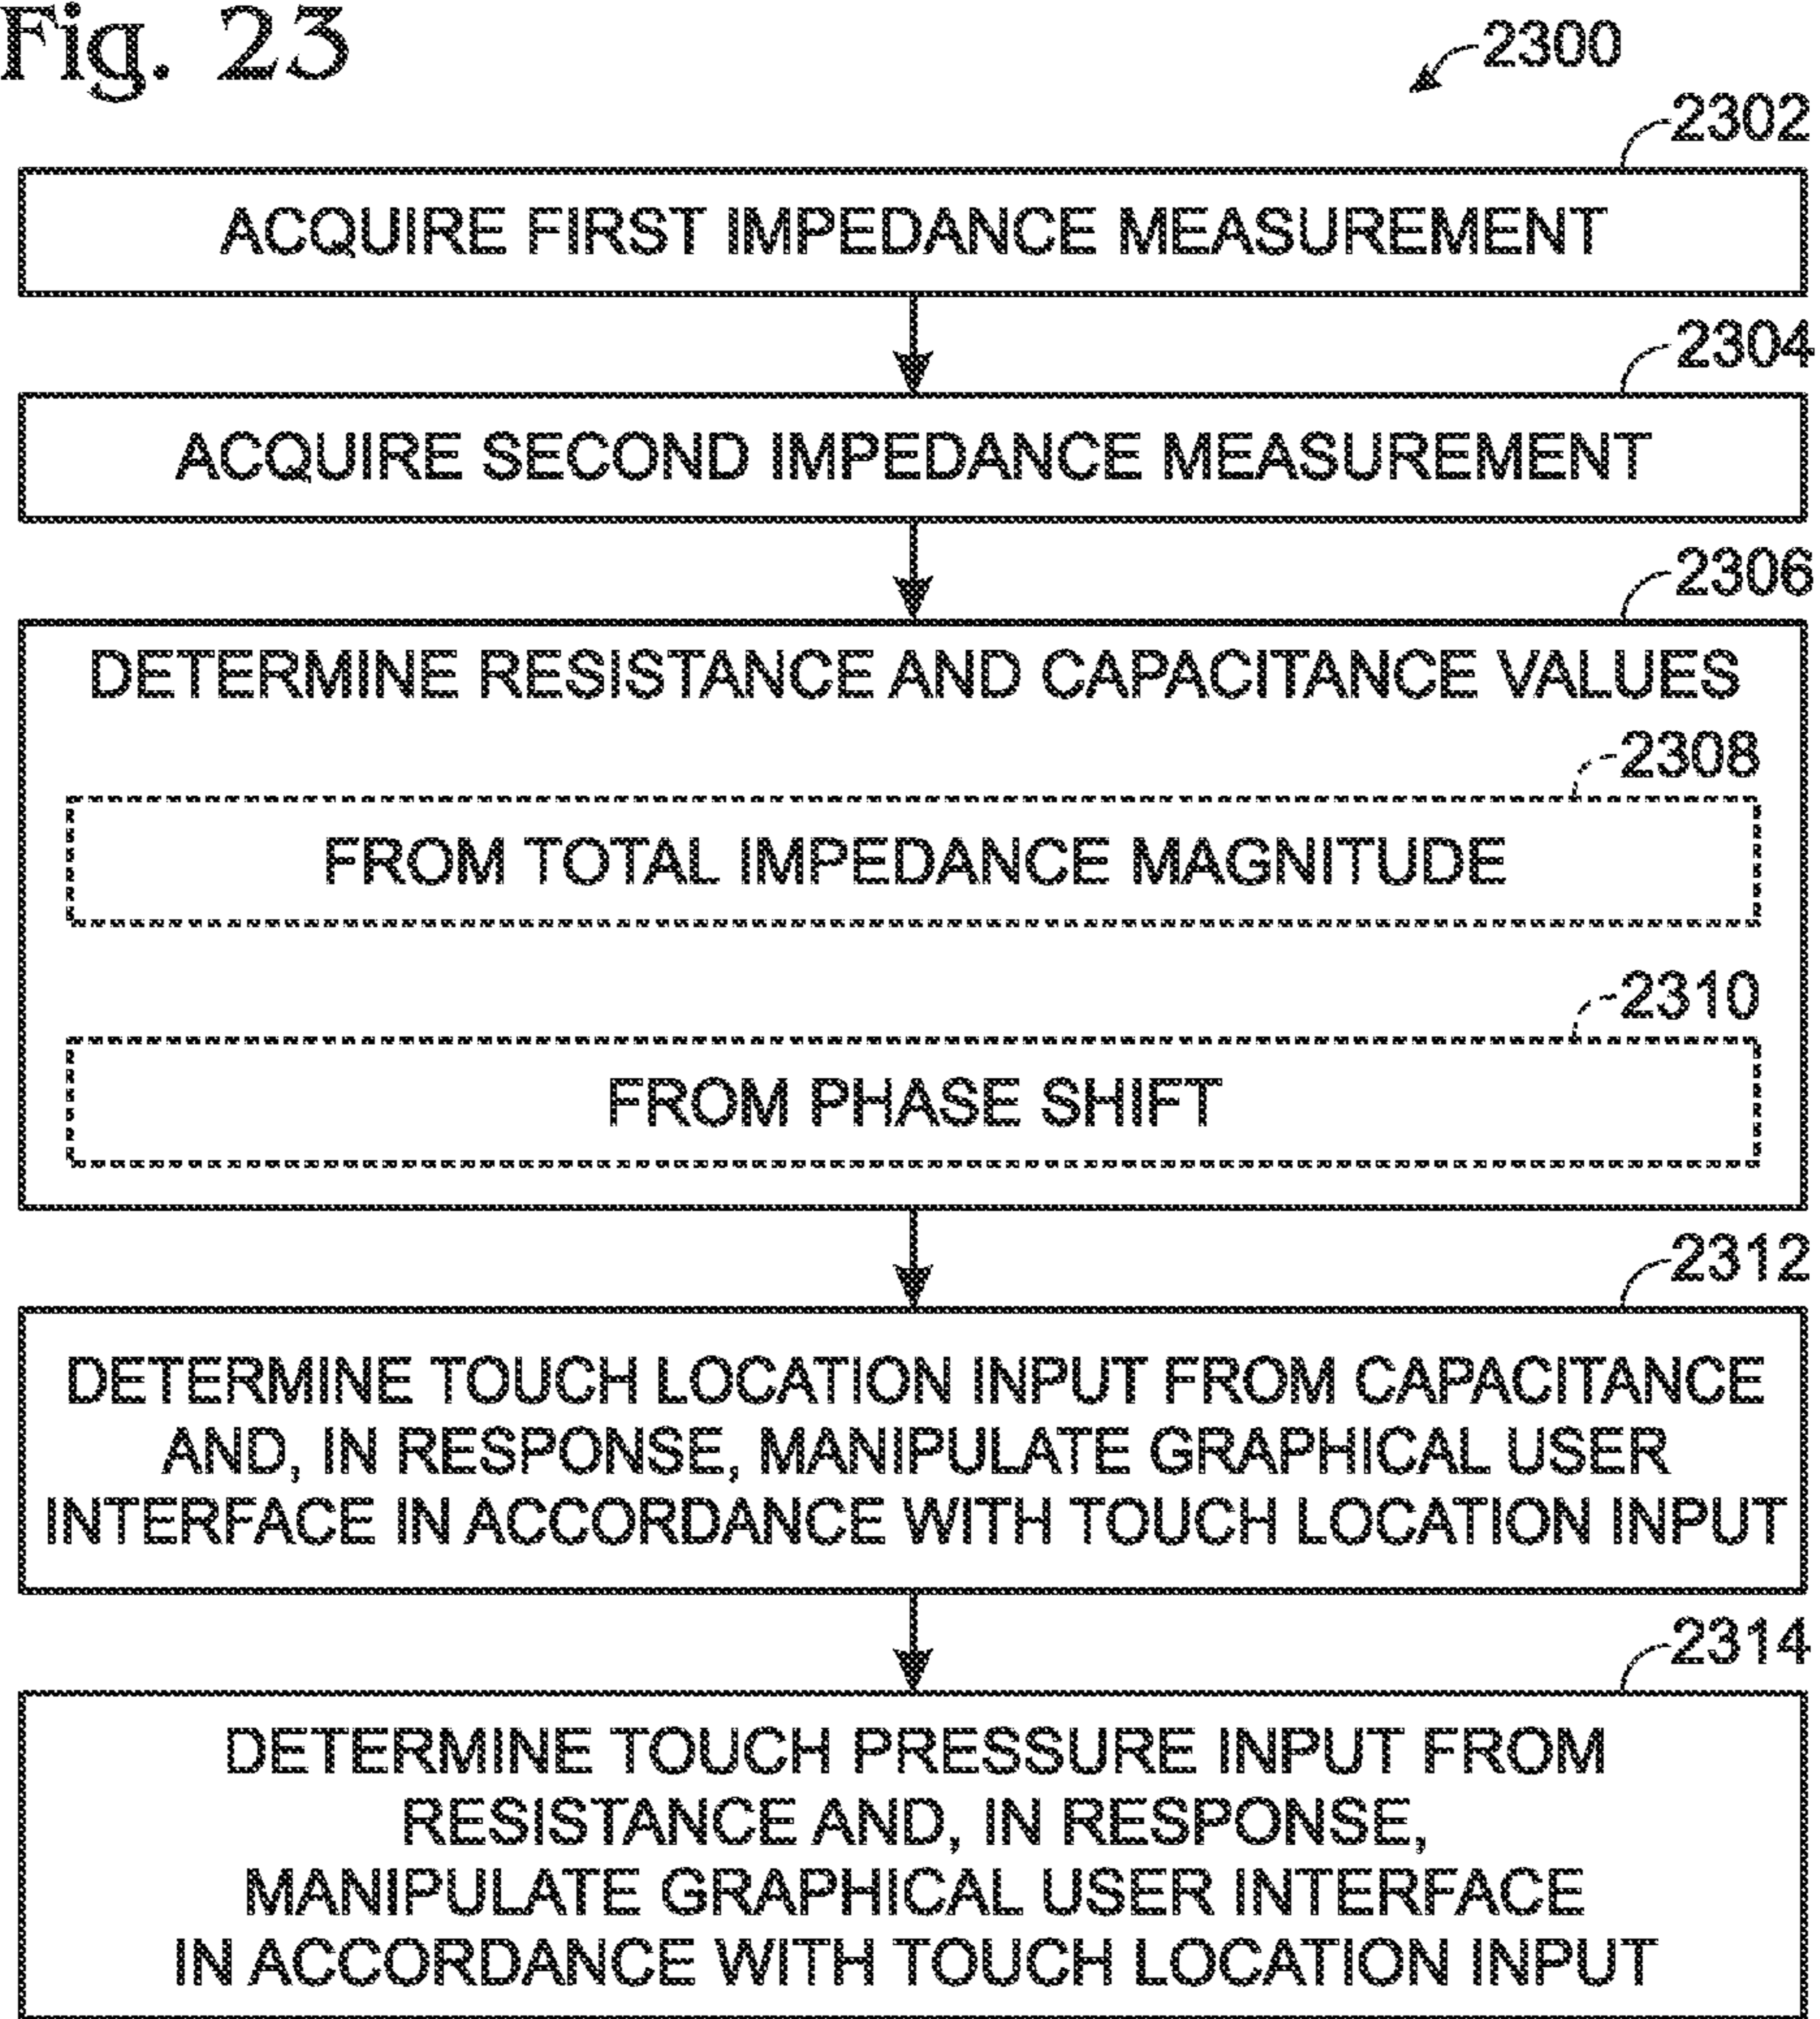 Fig. 23
2300
2302
ACQUIRE FIRST IMPEDANCE MEASUREMENT
2304
ACQUIRE SECOND IMPEDANCE MEASUREMENT
2306
DETERMINE RESISTANCE AND CAPACITANCE VALUES
2308
FROM TOTAL IMPEDANCE MAGNITUDE
2310
FROM PHASE SHIFT
2312
DETERMINE TOUCH LOCATION INPUT FROM CAPACITANCE
AND, IN RESPONSE, MANIPULATE GRAPHICAL USER
INTERFACE IN ACCORDANCE WITH TOUCH LOCATION INPUT
2314
DETERMINE TOUCH PRESSURE INPUT FROM
RESISTANCE AND, IN RESPONSE,
MANIPULATE GRAPHICAL USER INTERFACE
IN ACCORDANCE WITH TOUCH LOCATION INPUT